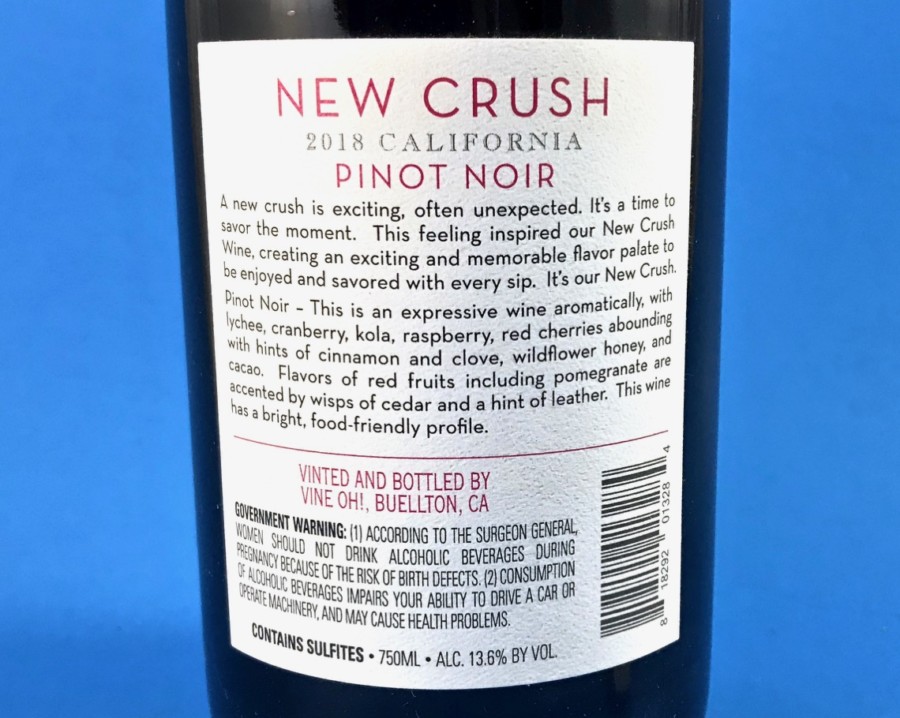 NEW CRUSH
2018 CALIFORNIA
PINOT NOIR
A new crush is exciting, often unexpected. It's a time to
savor the moment. This feeling inspired our New Crush
Wine, creating an exciting and memorable flavor palate to
be enjoyed and savored with every sip. It's our New Crush.
Pinot Noir – This is an expressive wine aromatically, with
lychee, cranberry, kola, raspberry, red cherries abounding
with hints of cinnamon and clove, wildflower honey, and
cacao. Flavors of red fruits including pomegranate are
accented by wisps of cedar and a hint of leather. This wine
has a bright, food-friendly profile.
VINTED AND BOTTLED BY
VINE OH!, BUELLTON, CA
GOVERNMENT WARNING: (1) ACCORDING TO THE SURGEON GENERAL,
WOMEN SHOULD NOT DRINK ALCOHOLIC BEVERAGES DURING
PREGNANCY BECAUSE OF THE RISK OF BIRTH DEFECTS. (2) CONSUMPTION
OF ALCOHOLIC BEVERAGES IMPAIRS YOUR ABILITY TO DRIVE A CAR OR
OPERATE MACHINERY, AND MAY CAUSE HEALTH PROBLEMS.
CONTAINS SULFITES • 750ML • ALC. 13.6% BY VOL.
8 18292 01328 4